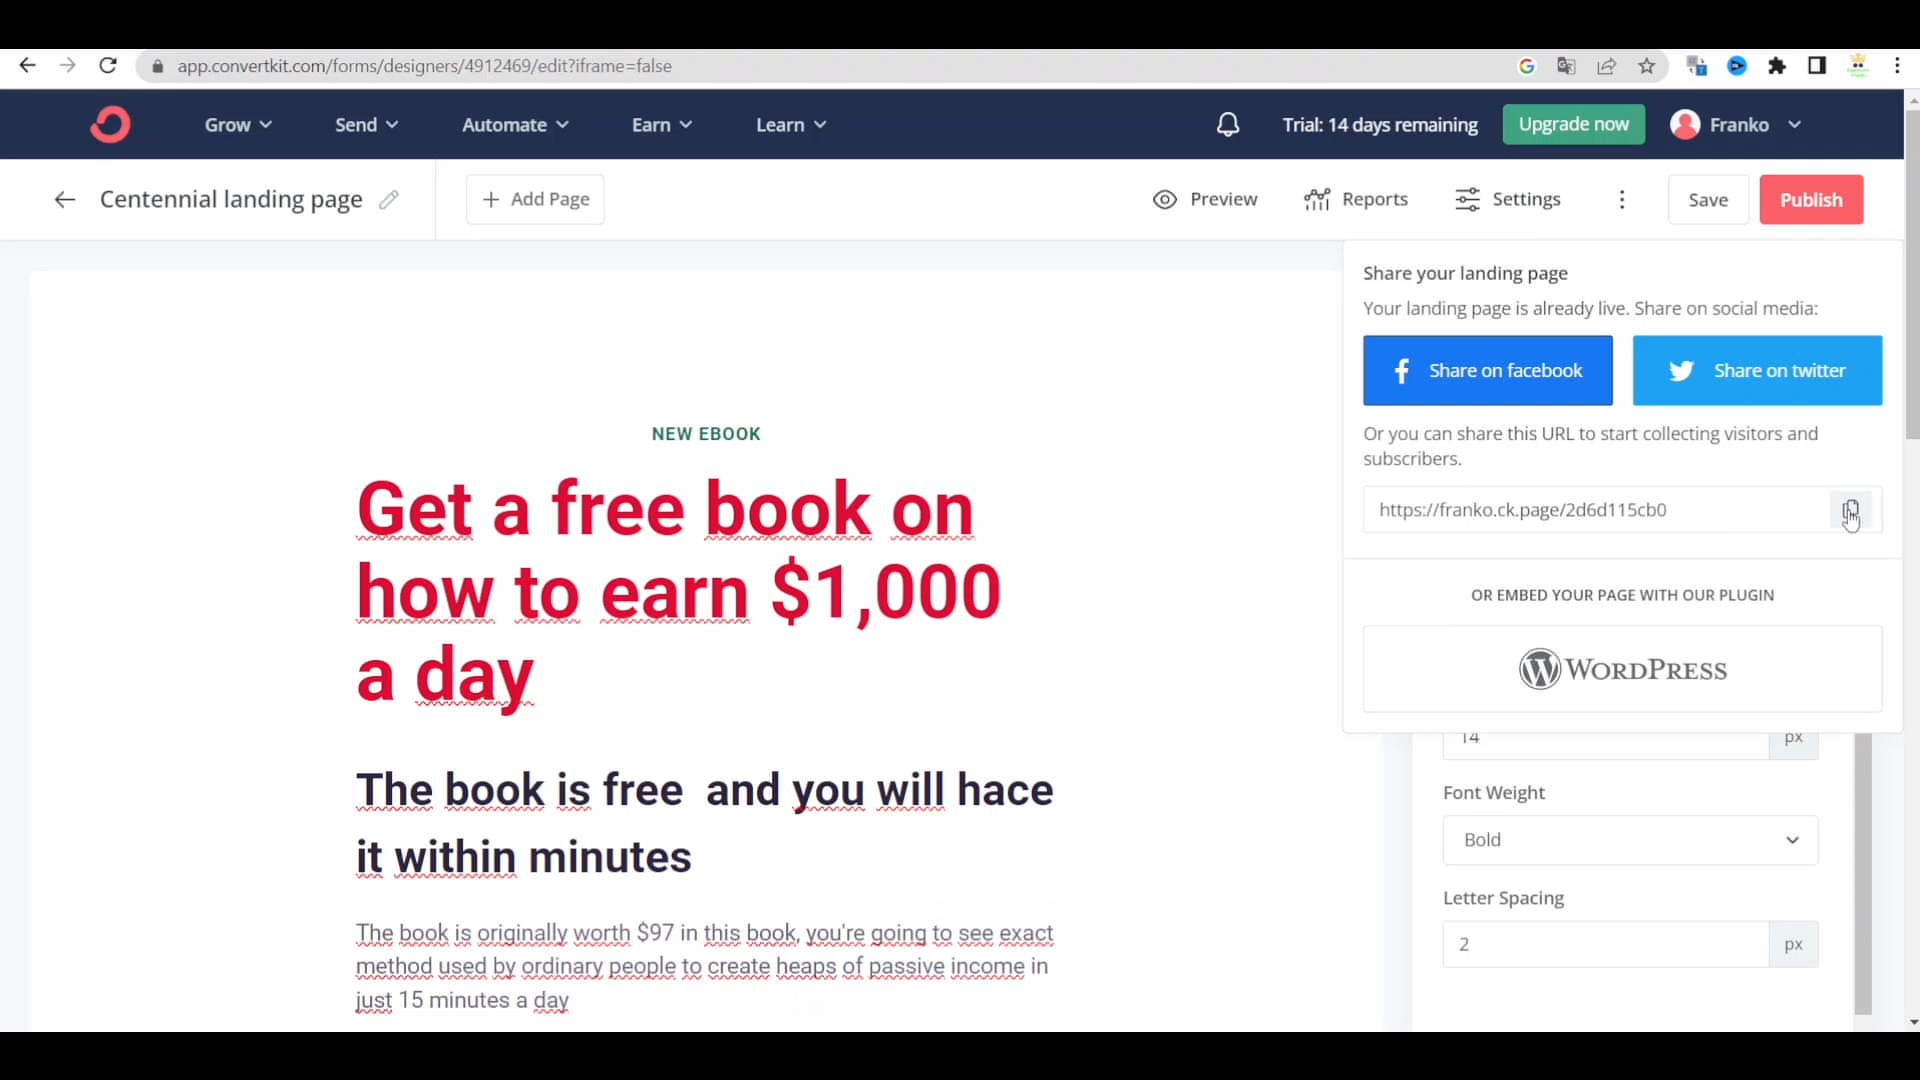 app.convertkit.com/forms/designers/4912469/edit?iframe=false
Grow
Send
Automate
Earn
Learn
Trial: 14 days remaining
Upgrade now
Franko
Centennial landing page
+ Add Page
Preview
Reports
Settings
Save
Publish
Share your landing page
Your landing page is already live. Share on social media:
Share on facebook
Share on twitter
Or you can share this URL to start collecting visitors and
subscribers.
https://franko.ck.page/2d6d115cb0
OR EMBED YOUR PAGE WITH OUR PLUGIN
WORDPRESS
14
px
Font Weight
Bold
Letter Spacing
2
px
NEW EBOOK
Get a free book on
how to earn $1,000
a day
The book is free  and you will hace
it within minutes
The book is originally worth $97 in this book, you're going to see exact
method used by ordinary people to create heaps of passive income in
just 15 minutes a day